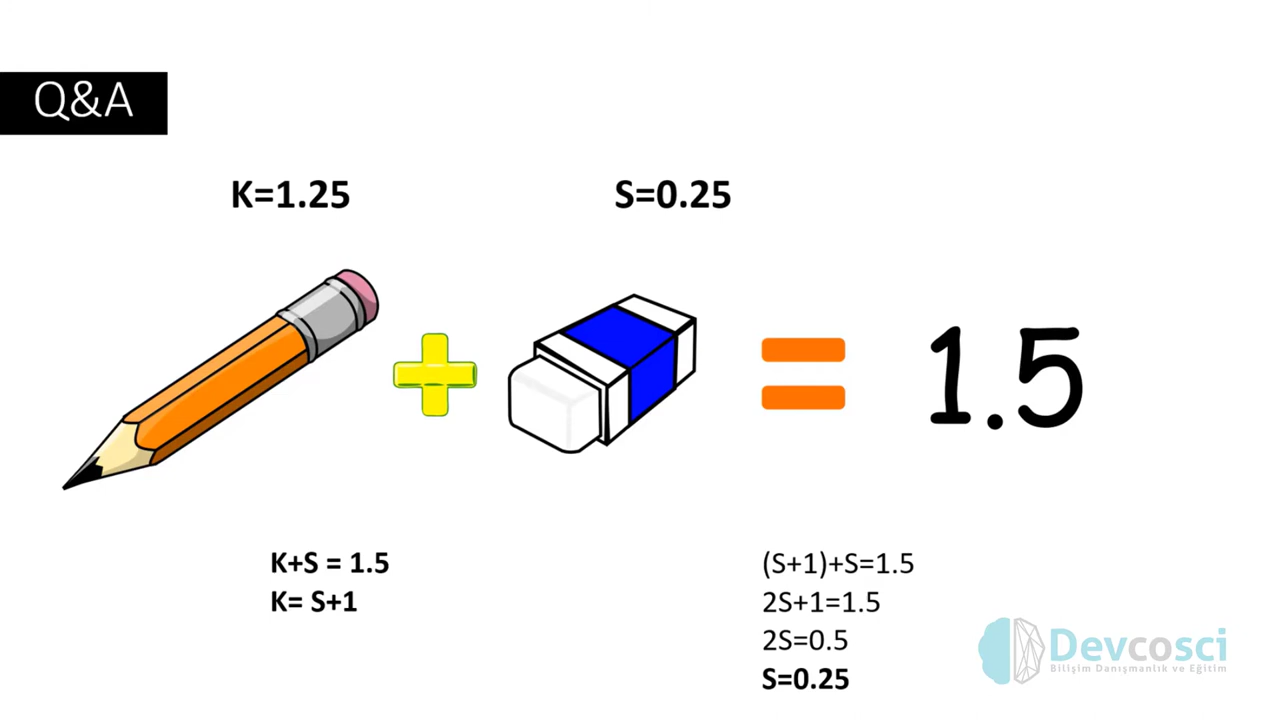 Q&A
K=1.25
S=0.25
1.5
K+S = 1.5
K= S+1
(S+1)+S=1.5
2S+1=1.5
2S=0.5
S=0.25
Devcosci
Bilişim Danışmanlık ve Eğitim